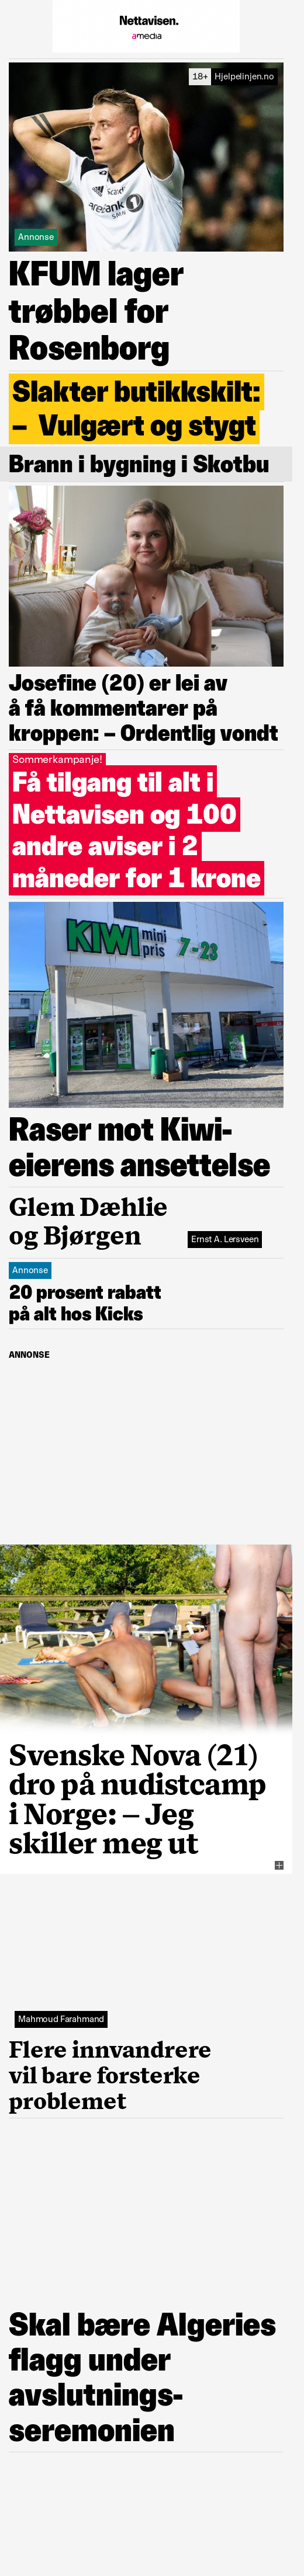 Nettavisen.
amedia
18+ Hjelpelinjen.no
Annonse
KFUM lager
trøbbel for
Rosenborg
Slakter butikkskilt:
– Vulgært og stygt
Brann i bygning i Skotbu
Josefine (20) er lei av
å få kommentarer på
kroppen: – Ordentlig vondt
Sommerkampanje!
Få tilgang til alt i
Nettavisen og 100
andre aviser i 2
måneder for 1 krone
KIWI mini pris 7-23
Raser mot Kiwi-
eierens ansettelse
Glem Dæhlie
og Bjørgen
Ernst A. Lersveen
Annonse
20 prosent rabatt
på alt hos Kicks
ANNONSE
Svenske Nova (21)
dro på nudistcamp
i Norge: – Jeg
skiller meg ut
Mahmoud Farahmand
Flere innvandrere
vil bare forsterke
problemet
Skal bære Algeries
flagg under
avslutnings-
seremonien